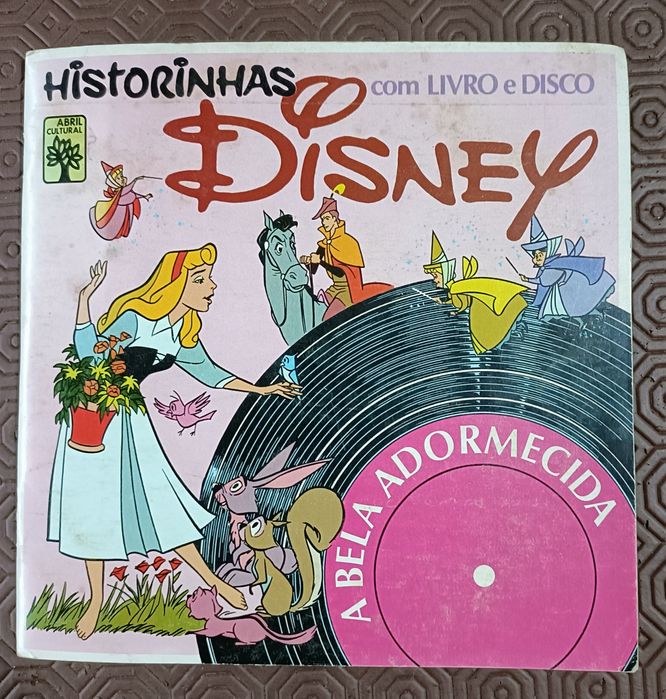 HISTORINHAS
com LIVRO e DISCO
DISNEY
ABRIL
CULTURAL
A BELA ADORMECIDA